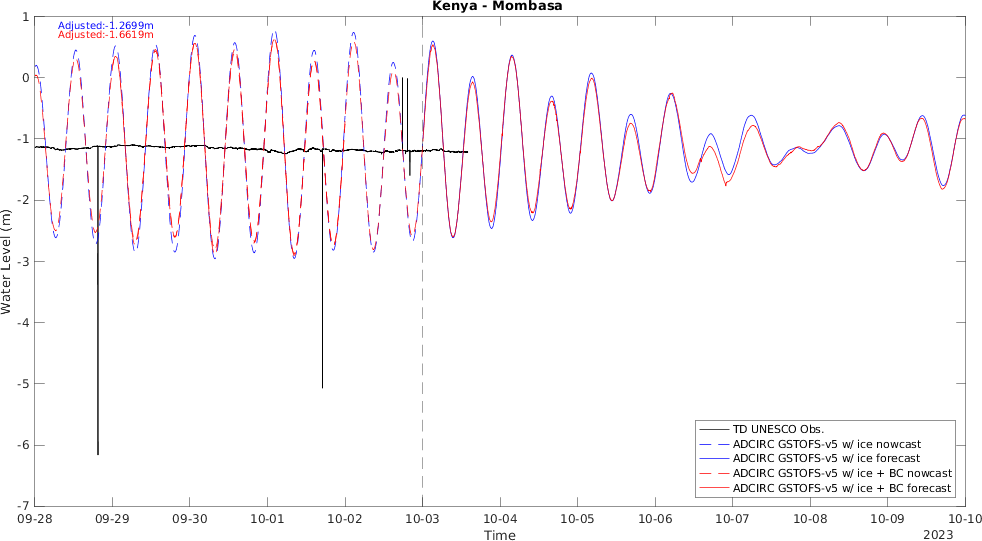 Kenya - Mombasa
Adjusted:-1.2699m
Adjusted:-1.6619m
1
0
-1
-2
-3
-4
-5
-6
-7
Water Level (m)
TD UNESCO Obs.
ADCIRC GSTOFS-v5 w/ ice nowcast
ADCIRC GSTOFS-v5 w/ ice forecast
ADCIRC GSTOFS-v5 w/ ice + BC nowcast
ADCIRC GSTOFS-v5 w/ ice + BC forecast
09-28 09-29 09-30 10-01 10-02 10-03 10-04 10-05 10-06 10-07 10-08 10-09 10-10
Time
2023